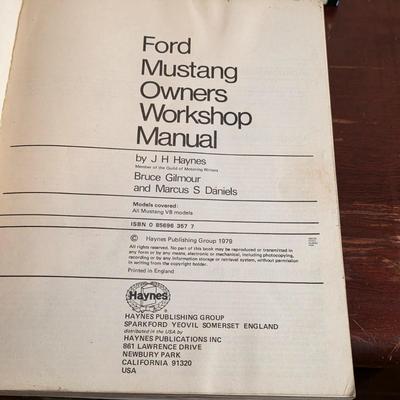 Ford
Mustang
Owners
Workshop
Manual
by J H Haynes
Member of the Guild of Motoring Writers
Bruce Gilmour
and Marcus S Daniels
Models covered:
All Mustang V8 models
ISBN 0 85696 357 7
© Haynes Publishing Group 1979
All rights reserved. No part of this book may be reproduced or transmitted in
any form or by any means, electronic or mechanical, including photocopying,
recording or by any information storage or retrieval system, without permission
in writing from the copyright holder.
Printed in England
Haynes
HAYNES PUBLISHING GROUP
SPARKFORD YEOVIL SOMERSET ENGLAND
distributed in the USA by
HAYNES PUBLICATIONS INC
861 LAWRENCE DRIVE
NEWBURY PARK
CALIFORNIA 91320
USA